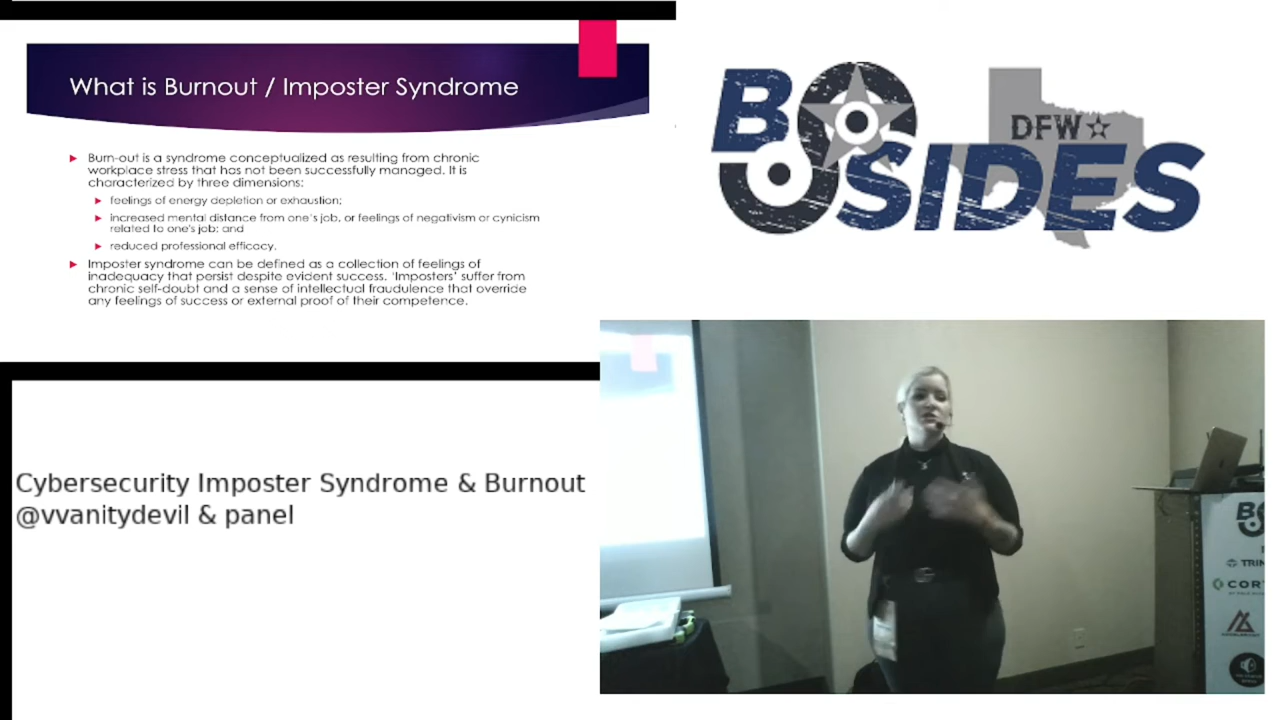 What is Burnout / Imposter Syndrome
Burn-out is a syndrome conceptualized as resulting from chronic
workplace stress that has not been successfully managed. It is
characterized by three dimensions:
feelings of energy depletion or exhaustion;
increased mental distance from one's job, or feelings of negativism or cynicism
related to one's job; and
reduced professional efficacy.
Imposter syndrome can be defined as a collection of feelings of
inadequacy that persist despite evident success. 'Imposters' suffer from
chronic self-doubt and a sense of intellectual fraudulence that override
any feelings of success or external proof of their competence.
BSIDES
DFW
Cybersecurity Imposter Syndrome & Burnout
@vvanitydevil & panel